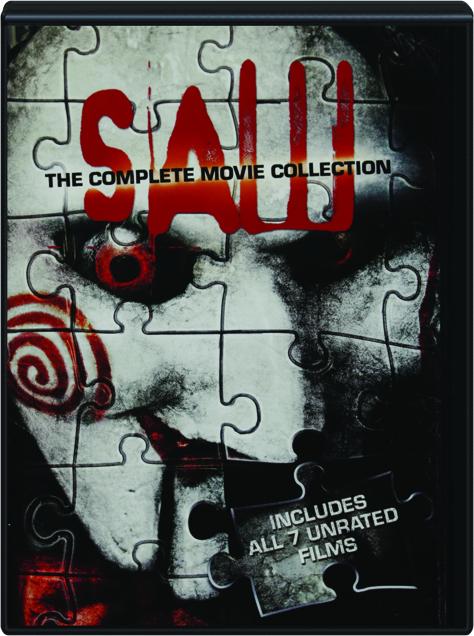 SAW
THE COMPLETE MOVIE COLLECTION
INCLUDES
ALL 7 UNRATED
FILMS